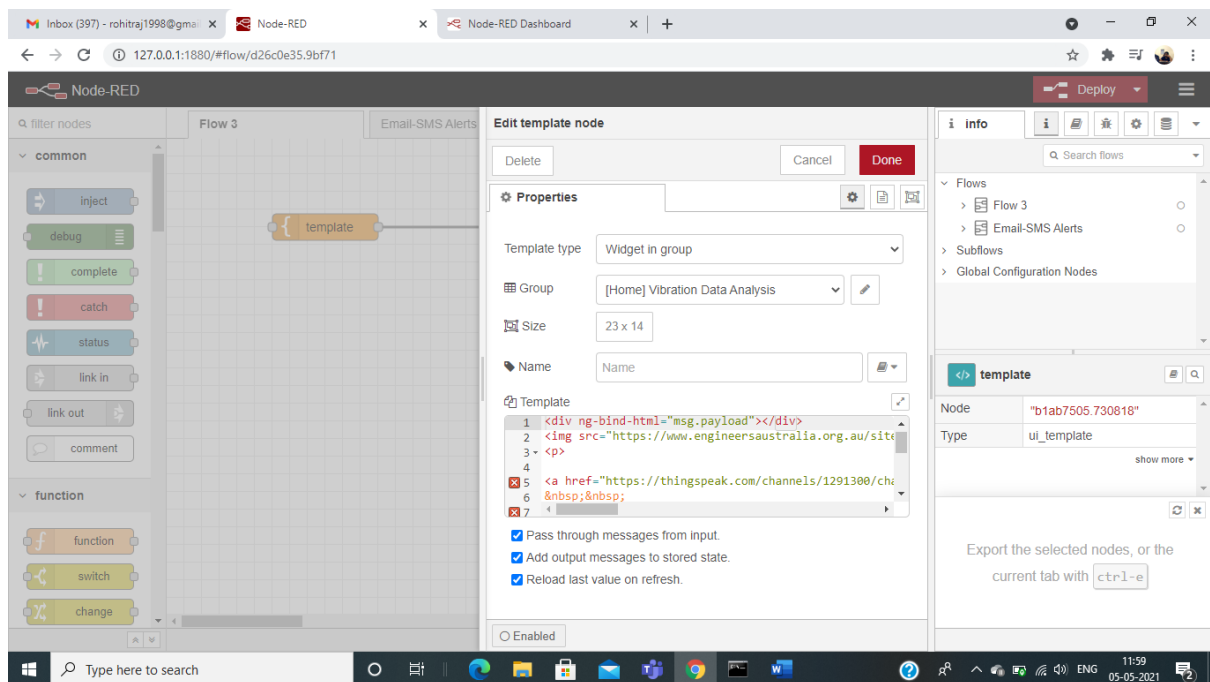 Inbox (397) - rohitraj1998@gmai
Node-RED
Node-RED Dashboard
127.0.0.1:1880/#flow/d26c0e35.9bf71
Node-RED
Deploy
filter nodes
Flow 3
Email-SMS Alerts
Edit template node
i info
i
Delete
Cancel
Done
Search flows
common
Properties
Flows
Flow 3
Email-SMS Alerts
Subflows
Global Configuration Nodes
inject
debug
complete
catch
status
link in
link out
comment
template
Template type
Widget in group
Group
[Home] Vibration Data Analysis
Size
23 x 14
Name
Name
Template
1 <div ng-bind-html="msg.payload"></div>
2 <img src="https://www.engineersaustralia.org.au/site
3 <p>
4
5 <a href="https://thingspeak.com/channels/1291300/cha
6 &nbsp;&nbsp;
7
Pass through messages from input.
Add output messages to stored state.
Reload last value on refresh.
Enabled
</> template
Node "b1ab7505.730818"
Type ui_template
show more
Export the selected nodes, or the
current tab with ctrl-e
function
function
switch
change
Type here to search
ENG
11:59
05-05-2021
2